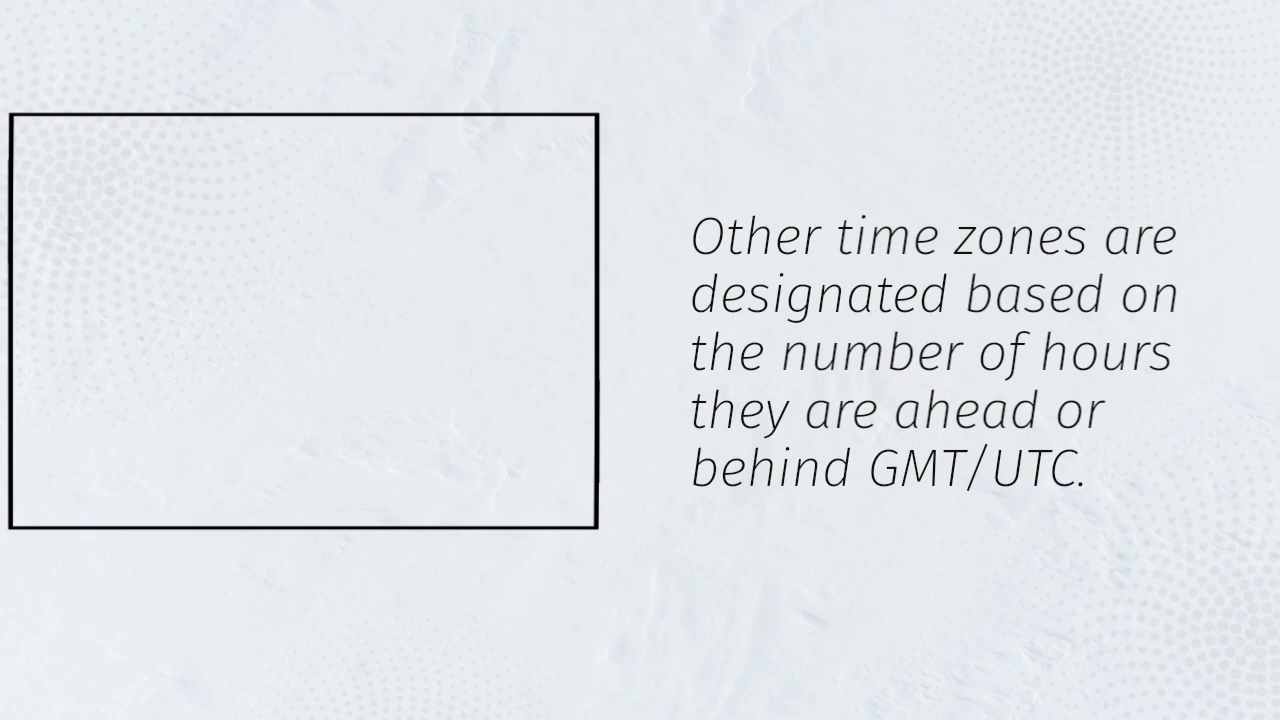 Other time zones are
designated based on
the number of hours
they are ahead or
behind GMT/UTC.